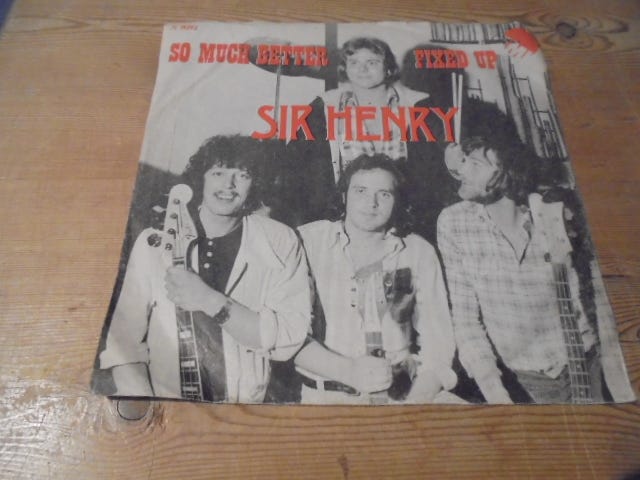 SO MUCH BETTER FIXED UP
SIR HENRY